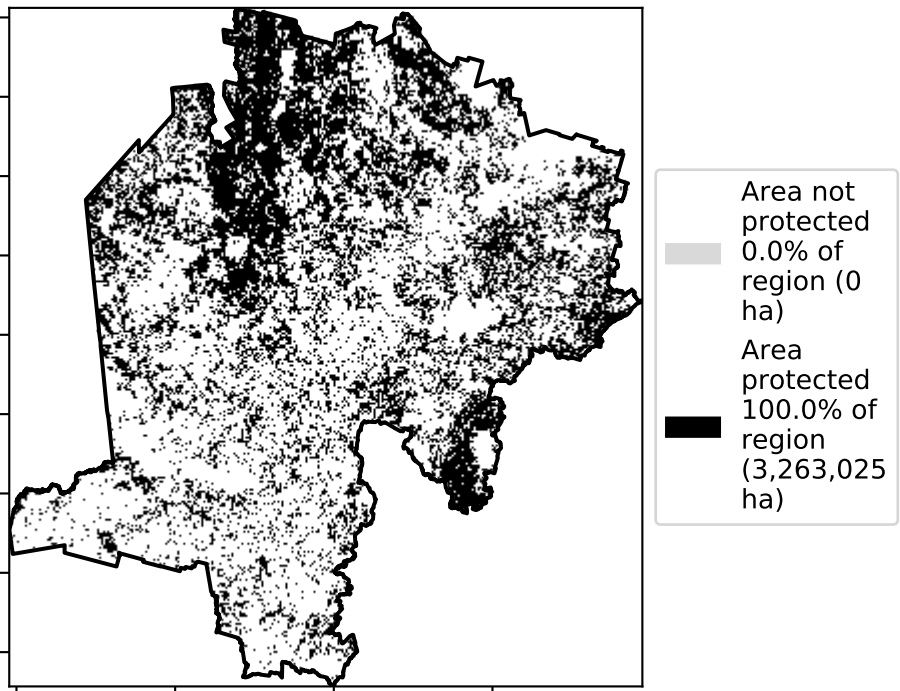 Area not
protected
0.0% of
region (0
ha)
Area
protected
100.0% of
region
(3,263,025
ha)